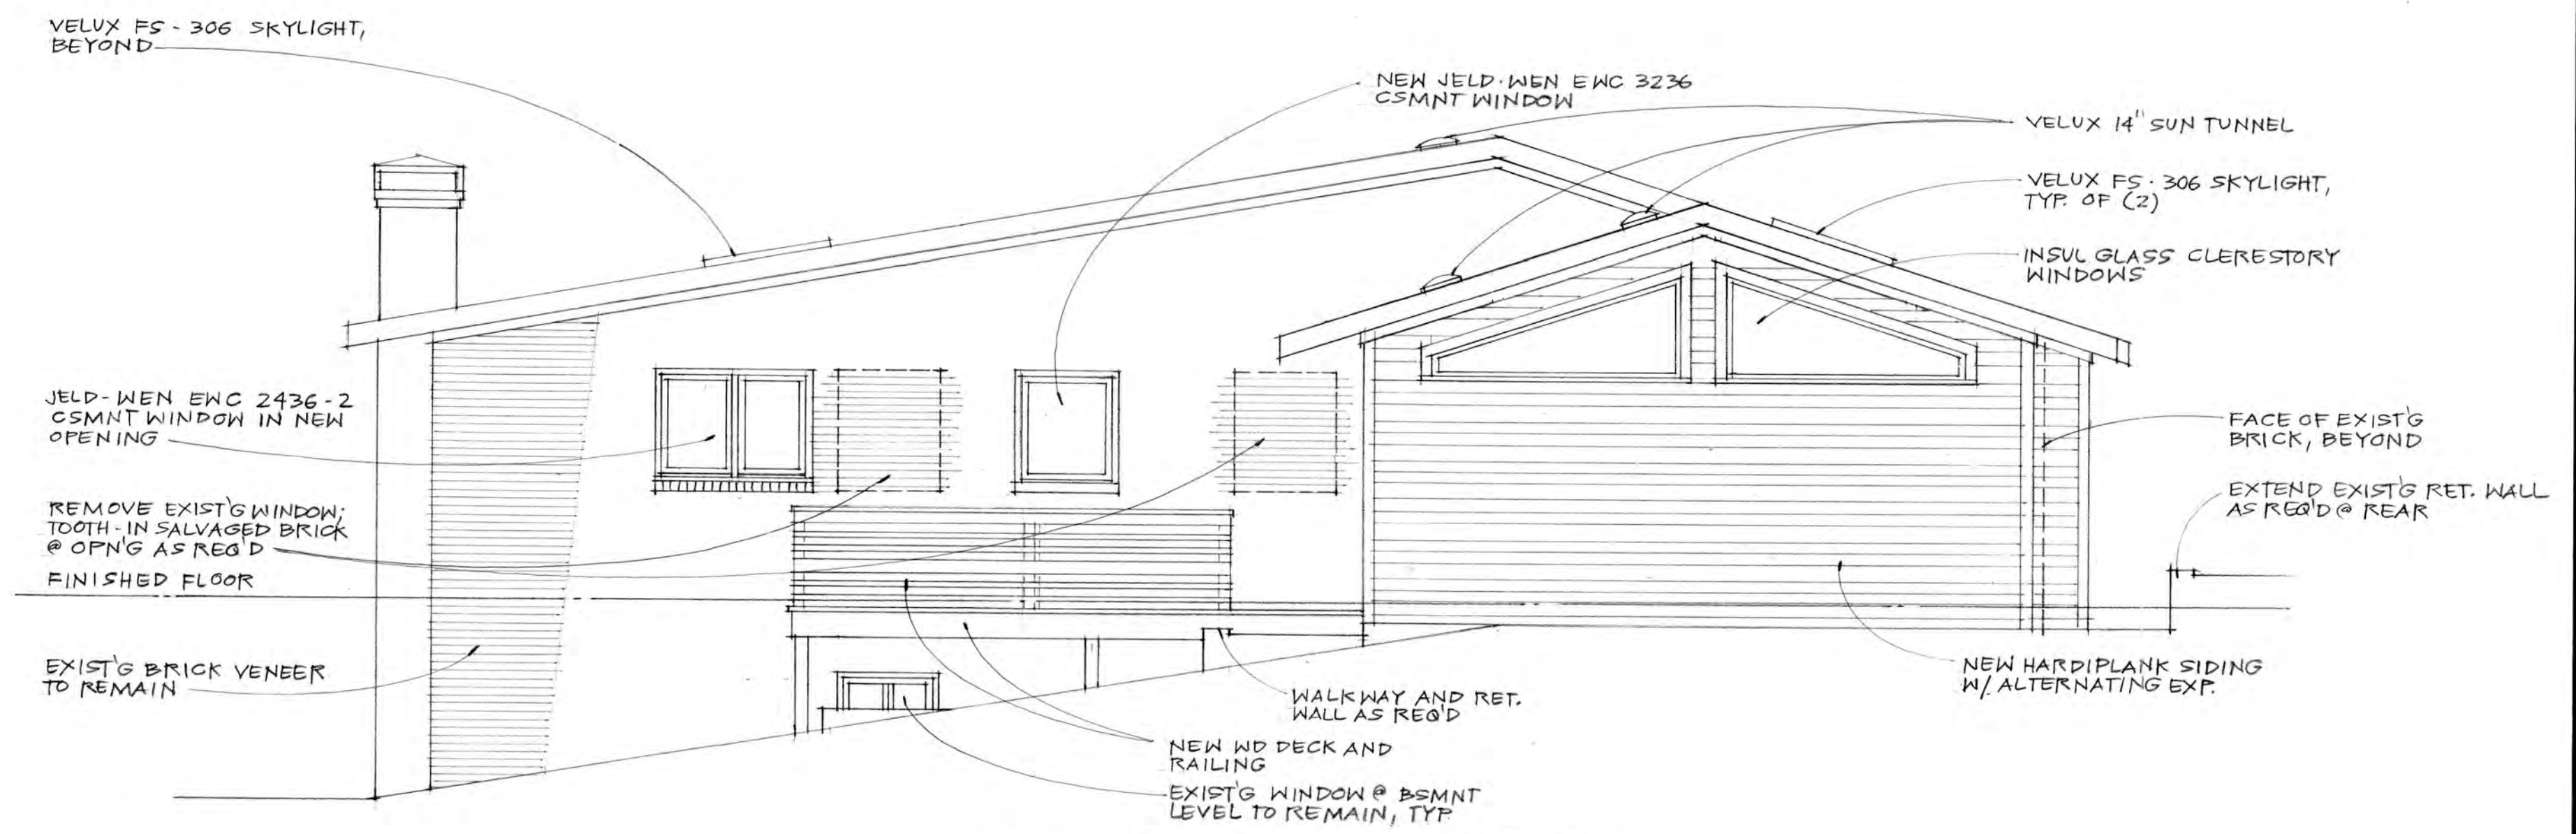 VELUX FS - 306 SKYLIGHT,
BEYOND
NEW JELD-WEN EWC 3236
CSMNT WINDOW
VELUX 14" SUN TUNNEL
VELUX FS - 306 SKYLIGHT,
TYP. OF (2)
INSUL GLASS CLERESTORY
WINDOWS
JELD-WEN EWC 2436-2
CSMNT WINDOW IN NEW
OPENING
FACE OF EXIST'G
BRICK, BEYOND
REMOVE EXIST'G WINDOW;
TOOTH-IN SALVAGED BRICK
@ OPN'G AS REQ'D
EXTEND EXIST'G RET. WALL
AS REQ'D @ REAR
FINISHED FLOOR
EXIST'G BRICK VENEER
TO REMAIN
NEW HARDIPLANK SIDING
W/ ALTERNATING EXP.
WALKWAY AND RET.
WALL AS REQ'D
NEW WD DECK AND
RAILING
EXIST'G WINDOW @ BSMNT
LEVEL TO REMAIN, TYP